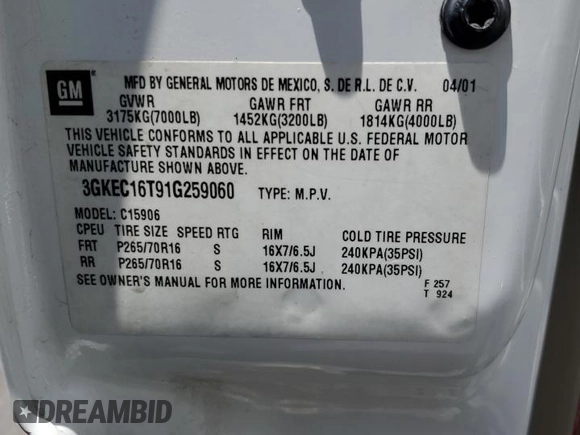 GM
MFD BY GENERAL MOTORS DE MEXICO, S. DE R.L. DE C.V. 04/01
GVWR GAWR FRT GAWR RR
3175KG(7000LB) 1452KG(3200LB) 1814KG(4000LB)
THIS VEHICLE CONFORMS TO ALL APPLICABLE U.S. FEDERAL MOTOR
VEHICLE SAFETY STANDARDS IN EFFECT ON THE DATE OF
MANUFACTURE SHOWN ABOVE.
3GKEC16T91G259060 TYPE: M.P.V.
MODEL: C15906
CPEU TIRE SIZE SPEED RTG RIM COLD TIRE PRESSURE
FRT P265/70R16 S 16X7/6.5J 240KPA(35PSI)
RR P265/70R16 S 16X7/6.5J 240KPA(35PSI)
SEE OWNER'S MANUAL FOR MORE INFORMATION.
F 257
T 924
DREAMBID